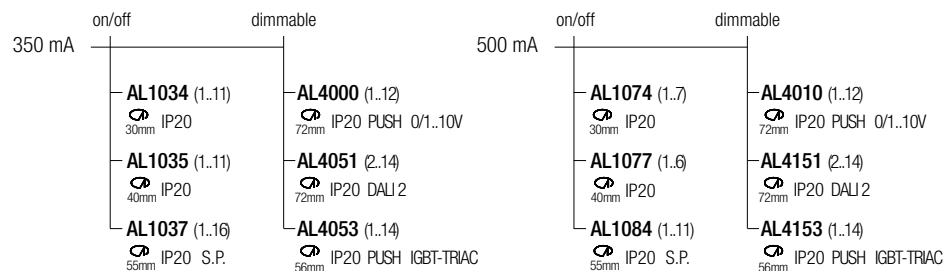 on/off dimmable
350 mA
AL1034 (1..11) AL4000 (1..12)
30mm IP20 72mm IP20 PUSH 0/1..10V
AL1035 (1..11) AL4051 (2..14)
40mm IP20 72mm IP20 DALI 2
AL1037 (1..16) AL4053 (1..14)
55mm IP20 S.P. 56mm IP20 PUSH IGBT-TRIAC
on/off dimmable
500 mA
AL1074 (1..7) AL4010 (1..12)
30mm IP20 72mm IP20 PUSH 0/1..10V
AL1077 (1..6) AL4151 (2..14)
40mm IP20 72mm IP20 DALI 2
AL1084 (1..11) AL4153 (1..14)
55mm IP20 S.P. 56mm IP20 PUSH IGBT-TRIAC